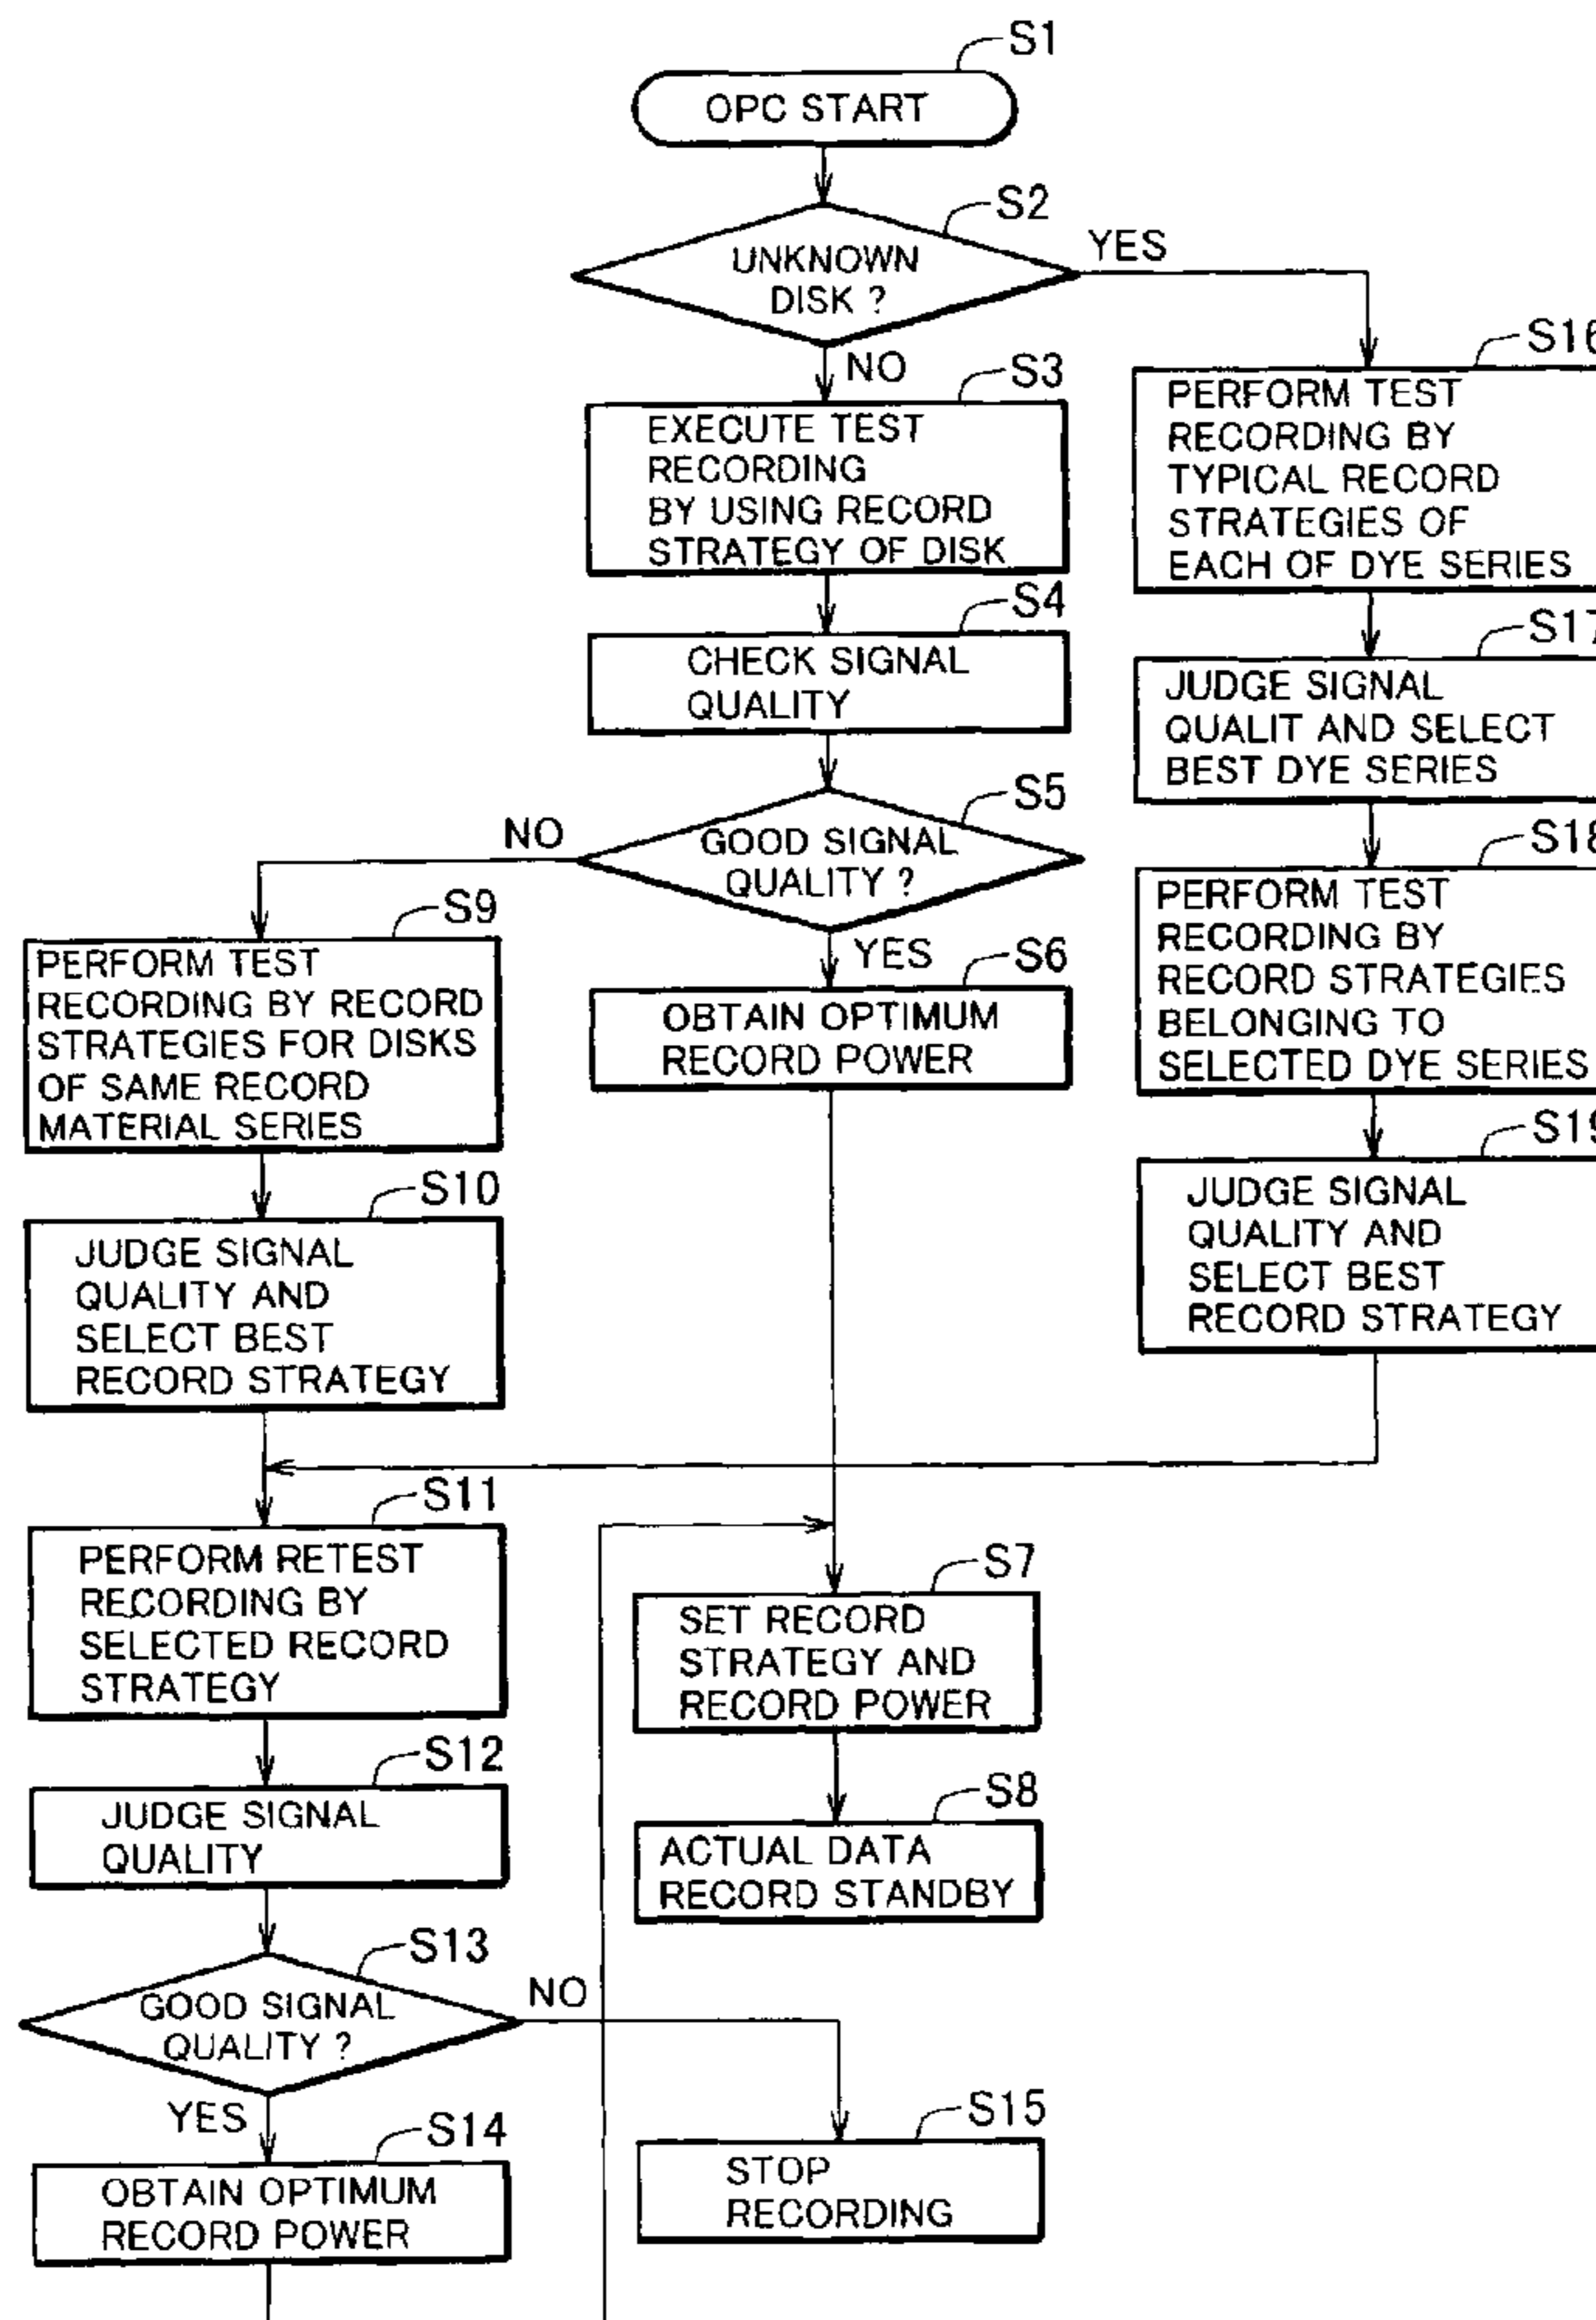 S1
OPC START
S2
UNKNOWN
DISK ?
YES
NO
S3
EXECUTE TEST
RECORDING
BY USING RECORD
STRATEGY OF DISK
S16
PERFORM TEST
RECORDING BY
TYPICAL RECORD
STRATEGIES OF
EACH OF DYE SERIES
S4
CHECK SIGNAL
QUALITY
S17
JUDGE SIGNAL
QUALIT AND SELECT
BEST DYE SERIES
S5
GOOD SIGNAL
QUALITY ?
NO
YES
S18
PERFORM TEST
RECORDING BY
RECORD STRATEGIES
BELONGING TO
SELECTED DYE SERIES
S9
PERFORM TEST
RECORDING BY RECORD
STRATEGIES FOR DISKS
OF SAME RECORD
MATERIAL SERIES
S6
OBTAIN OPTIMUM
RECORD POWER
S19
JUDGE SIGNAL
QUALITY AND
SELECT BEST
RECORD STRATEGY
S10
JUDGE SIGNAL
QUALITY AND
SELECT BEST
RECORD STRATEGY
S11
PERFORM RETEST
RECORDING BY
SELECTED RECORD
STRATEGY
S7
SET RECORD
STRATEGY AND
RECORD POWER
S12
JUDGE SIGNAL
QUALITY
S8
ACTUAL DATA
RECORD STANDBY
S13
GOOD SIGNAL
QUALITY ?
NO
YES
S14
OBTAIN OPTIMUM
RECORD POWER
S15
STOP
RECORDING